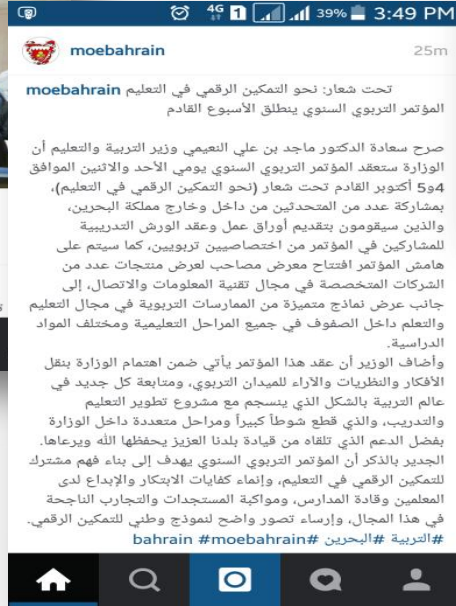 4G 1 39% 3:49 PM
moebahrain 25m
moebahrain تحت شعار: نحو التمكين الرقمي في التعليم
المؤتمر التربوي السنوي ينطلق الأسبوع القادم
صرح سعادة الدكتور ماجد بن علي النعيمي وزير التربية والتعليم أن
الوزارة ستعقد المؤتمر التربوي السنوي يومي الأحد والاثنين الموافق
4و5 أكتوبر القادم تحت شعار (نحو التمكين الرقمي في التعليم)،
بمشاركة عدد من المتحدثين من داخل وخارج مملكة البحرين،
والذين سيقومون بتقديم أوراق عمل وعقد الورش التدريبية
للمشاركين في المؤتمر من اختصاصيين تربويين، كما سيتم على
هامش المؤتمر افتتاح معرض مصاحب لعرض منتجات عدد من
الشركات المتخصصة في مجال تقنية المعلومات والاتصال، إلى
جانب عرض نماذج متميزة من الممارسات التربوية في مجال التعليم
والتعلم داخل الصفوف في جميع المراحل التعليمية ومختلف المواد
الدراسية.
وأضاف الوزير أن عقد هذا المؤتمر يأتي ضمن اهتمام الوزارة بنقل
الأفكار والنظريات والآراء للميدان التربوي، ومتابعة كل جديد في
عالم التربية بالشكل الذي ينسجم مع مشروع تطوير التعليم
والتدريب، والذي قطع شوطاً كبيراً ومراحل متعددة داخل الوزارة
بفضل الدعم الذي تلقاه من قيادة بلدنا العزيز يحفظها الله ويرعاها.
الجدير بالذكر أن المؤتمر التربوي السنوي يهدف إلى بناء فهم مشترك
للتمكين الرقمي في التعليم، وإنماء كفايات الابتكار والإبداع لدى
المعلمين وقادة المدارس، ومواكبة المستجدات والتجارب الناجحة
في هذا المجال، وإرساء تصور واضح لنموذج وطني للتمكين الرقمي.
#التربية #البحرين #bahrain #moebahrain